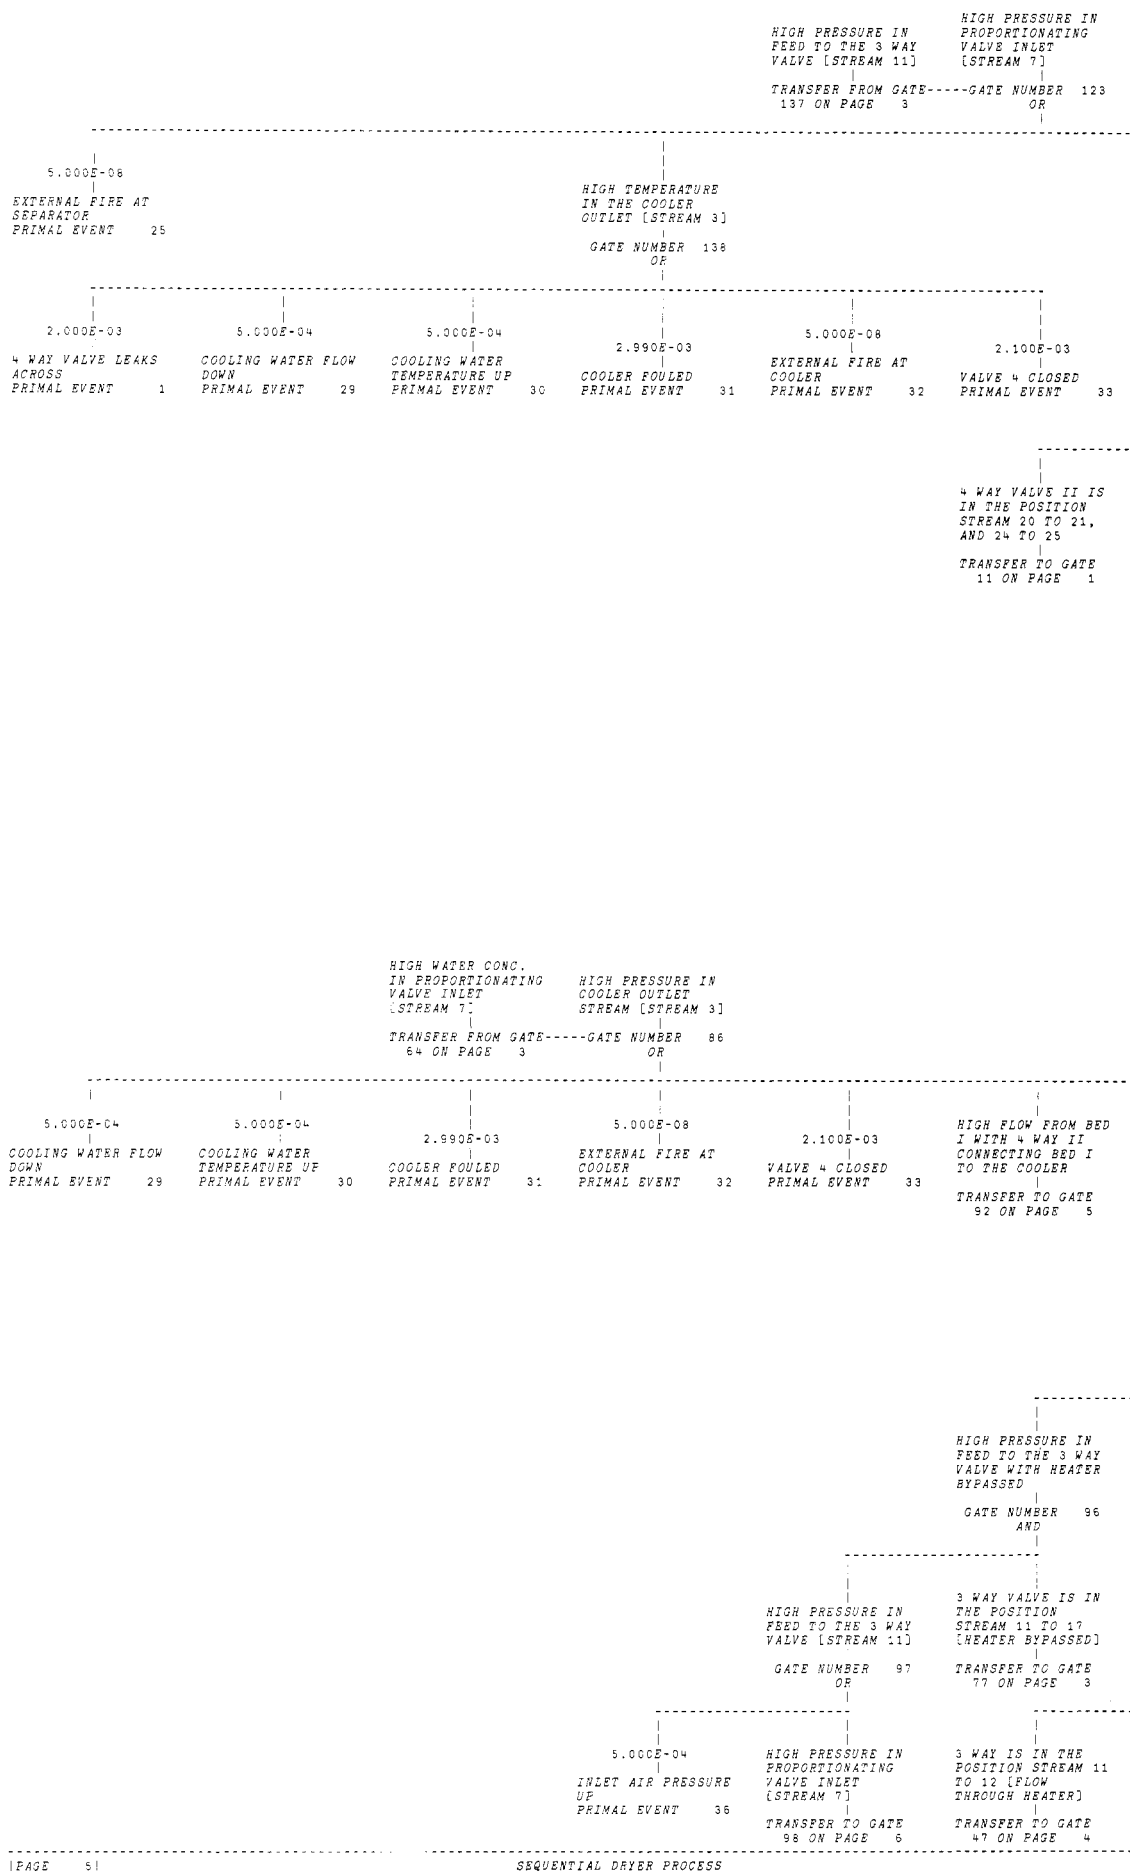 HIGH PRESSURE IN
FEED TO THE 3 WAY
VALVE [STREAM 11]
TRANSFER FROM GATE-----GATE NUMBER 123
137 ON PAGE 3
HIGH PRESSURE IN
PROPORTIONATING
VALVE INLET
[STREAM 7]
OR
5.000E-08
EXTERNAL FIRE AT
SEPARATOR
PRIMAL EVENT 25
HIGH TEMPERATURE
IN THE COOLER
OUTLET [STREAM 3]
GATE NUMBER 138
OR
2.000E-03
4 WAY VALVE LEAKS
ACROSS
PRIMAL EVENT 1
5.000E-04
COOLING WATER FLOW
DOWN
PRIMAL EVENT 29
5.000E-04
COOLING WATER
TEMPERATURE UP
PRIMAL EVENT 30
2.990E-03
COOLER FOULED
PRIMAL EVENT 31
5.000E-08
EXTERNAL FIRE AT
COOLER
PRIMAL EVENT 32
2.100E-03
VALVE 4 CLOSED
PRIMAL EVENT 33
4 WAY VALVE II IS
IN THE POSITION
STREAM 20 TO 21,
AND 24 TO 25
TRANSFER TO GATE
11 ON PAGE 1
HIGH WATER CONC.
IN PROPORTIONATING
VALVE INLET
[STREAM 7]
TRANSFER FROM GATE-----GATE NUMBER 86
64 ON PAGE 3
HIGH PRESSURE IN
COOLER OUTLET
STREAM [STREAM 3]
OR
5.000E-04
COOLING WATER FLOW
DOWN
PRIMAL EVENT 29
5.000E-04
COOLING WATER
TEMPERATURE UP
PRIMAL EVENT 30
2.990E-03
COOLER FOULED
PRIMAL EVENT 31
5.000E-08
EXTERNAL FIRE AT
COOLER
PRIMAL EVENT 32
2.100E-03
VALVE 4 CLOSED
PRIMAL EVENT 33
HIGH FLOW FROM BED
I WITH 4 WAY II
CONNECTING BED I
TO THE COOLER
TRANSFER TO GATE
92 ON PAGE 5
HIGH PRESSURE IN
FEED TO THE 3 WAY
VALVE WITH HEATER
BYPASSED
GATE NUMBER 96
AND
HIGH PRESSURE IN
FEED TO THE 3 WAY
VALVE [STREAM 11]
GATE NUMBER 97
OR
3 WAY VALVE IS IN
THE POSITION
STREAM 11 TO 17
[HEATER BYPASSED]
TRANSFER TO GATE
77 ON PAGE 3
5.000E-04
INLET AIR PRESSURE
UP
PRIMAL EVENT 36
HIGH PRESSURE IN
PROPORTIONATING
VALVE INLET
[STREAM 7]
TRANSFER TO GATE
98 ON PAGE 6
3 WAY IS IN THE
POSITION STREAM 11
TO 12 [FLOW
THROUGH HEATER]
TRANSFER TO GATE
47 ON PAGE 4
|PAGE 5|
SEQUENTIAL DRYER PROCESS